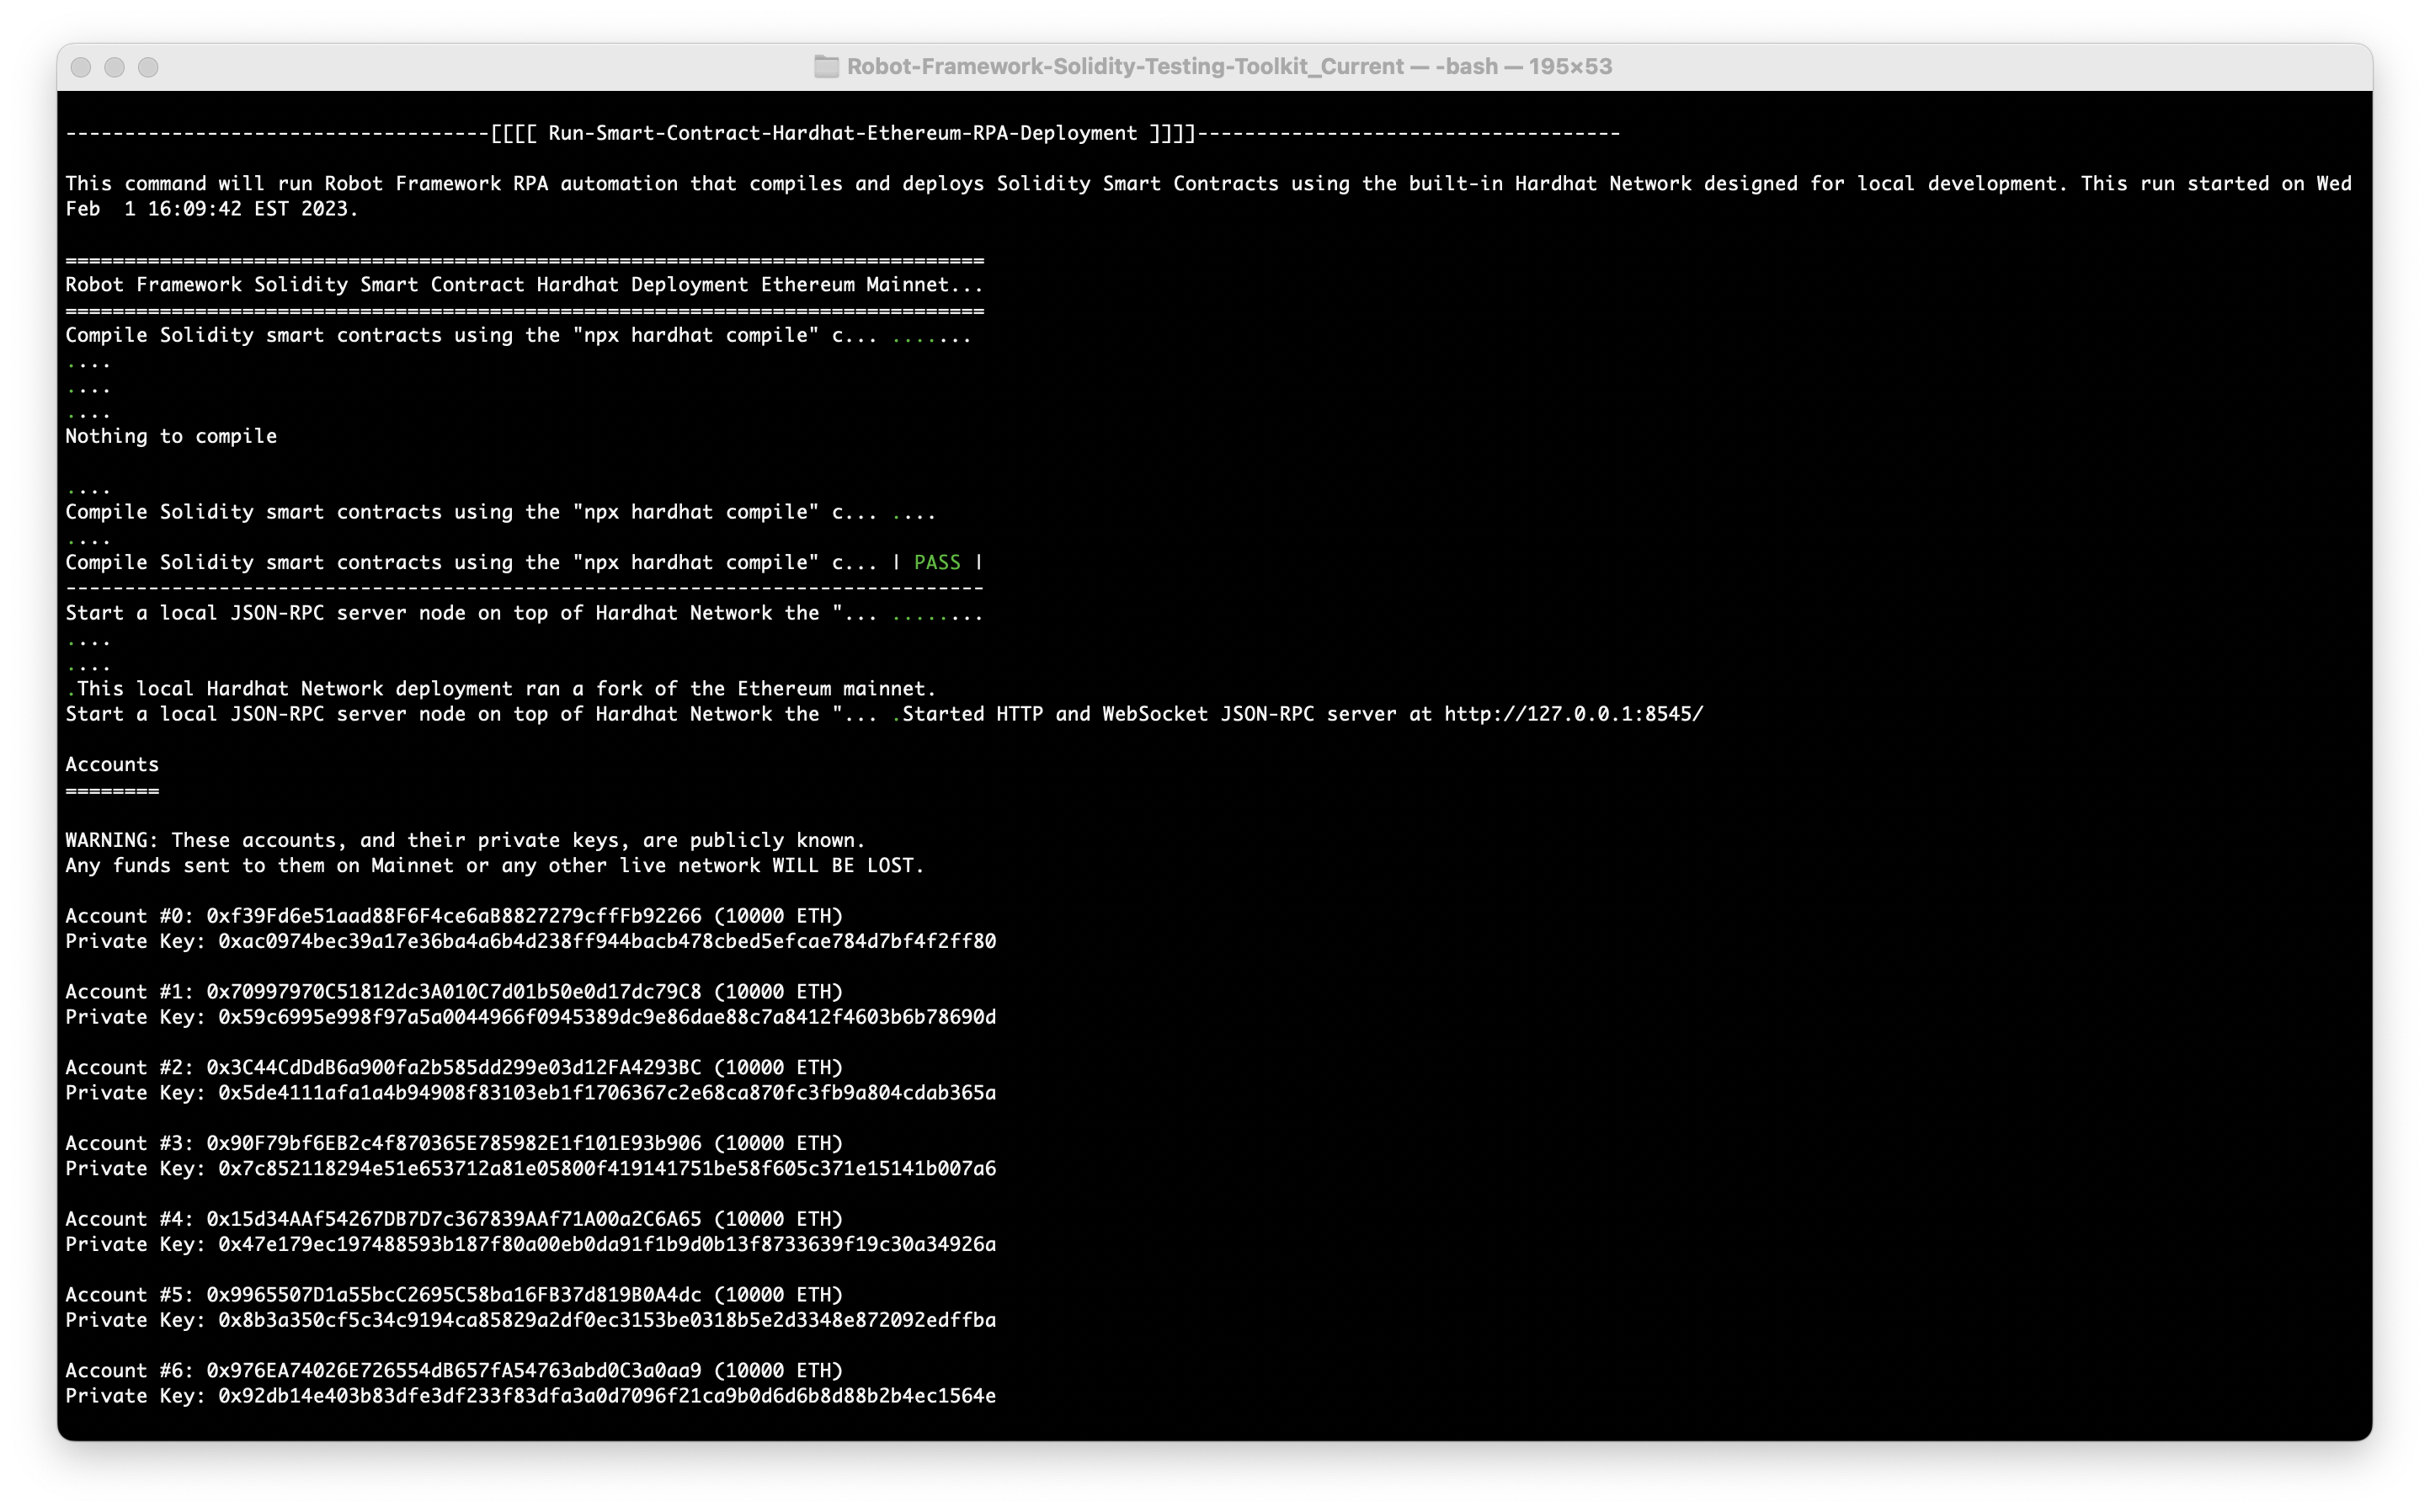 Robot-Framework-Solidity-Testing-Toolkit_Current — -bash — 195×53
------------------------------------[[[[ Run-Smart-Contract-Hardhat-Ethereum-RPA-Deployment ]]]]------------------------------------
This command will run Robot Framework RPA automation that compiles and deploys Solidity Smart Contracts using the built-in Hardhat Network designed for local development. This run started on Wed
Feb  1 16:09:42 EST 2023.
==============================================================================
Robot Framework Solidity Smart Contract Hardhat Deployment Ethereum Mainnet...
==============================================================================
Compile Solidity smart contracts using the "npx hardhat compile" c... .......
....
....
....
Nothing to compile
....
Compile Solidity smart contracts using the "npx hardhat compile" c... ....
....
Compile Solidity smart contracts using the "npx hardhat compile" c... | PASS |
------------------------------------------------------------------------------
Start a local JSON-RPC server node on top of Hardhat Network the "... ........
....
....
.This local Hardhat Network deployment ran a fork of the Ethereum mainnet.
Start a local JSON-RPC server node on top of Hardhat Network the "... .Started HTTP and WebSocket JSON-RPC server at http://127.0.0.1:8545/
Accounts
========
WARNING: These accounts, and their private keys, are publicly known.
Any funds sent to them on Mainnet or any other live network WILL BE LOST.
Account #0: 0xf39Fd6e51aad88F6F4ce6aB8827279cffFb92266 (10000 ETH)
Private Key: 0xac0974bec39a17e36ba4a6b4d238ff944bacb478cbed5efcae784d7bf4f2ff80
Account #1: 0x70997970C51812dc3A010C7d01b50e0d17dc79C8 (10000 ETH)
Private Key: 0x59c6995e998f97a5a0044966f0945389dc9e86dae88c7a8412f4603b6b78690d
Account #2: 0x3C44CdDdB6a900fa2b585dd299e03d12FA4293BC (10000 ETH)
Private Key: 0x5de4111afa1a4b94908f83103eb1f1706367c2e68ca870fc3fb9a804cdab365a
Account #3: 0x90F79bf6EB2c4f870365E785982E1f101E93b906 (10000 ETH)
Private Key: 0x7c852118294e51e653712a81e05800f419141751be58f605c371e15141b007a6
Account #4: 0x15d34AAf54267DB7D7c367839AAf71A00a2C6A65 (10000 ETH)
Private Key: 0x47e179ec197488593b187f80a00eb0da91f1b9d0b13f8733639f19c30a34926a
Account #5: 0x9965507D1a55bcC2695C58ba16FB37d819B0A4dc (10000 ETH)
Private Key: 0x8b3a350cf5c34c9194ca85829a2df0ec3153be0318b5e2d3348e872092edffba
Account #6: 0x976EA74026E726554dB657fA54763abd0C3a0aa9 (10000 ETH)
Private Key: 0x92db14e403b83dfe3df233f83dfa3a0d7096f21ca9b0d6d6b8d88b2b4ec1564e